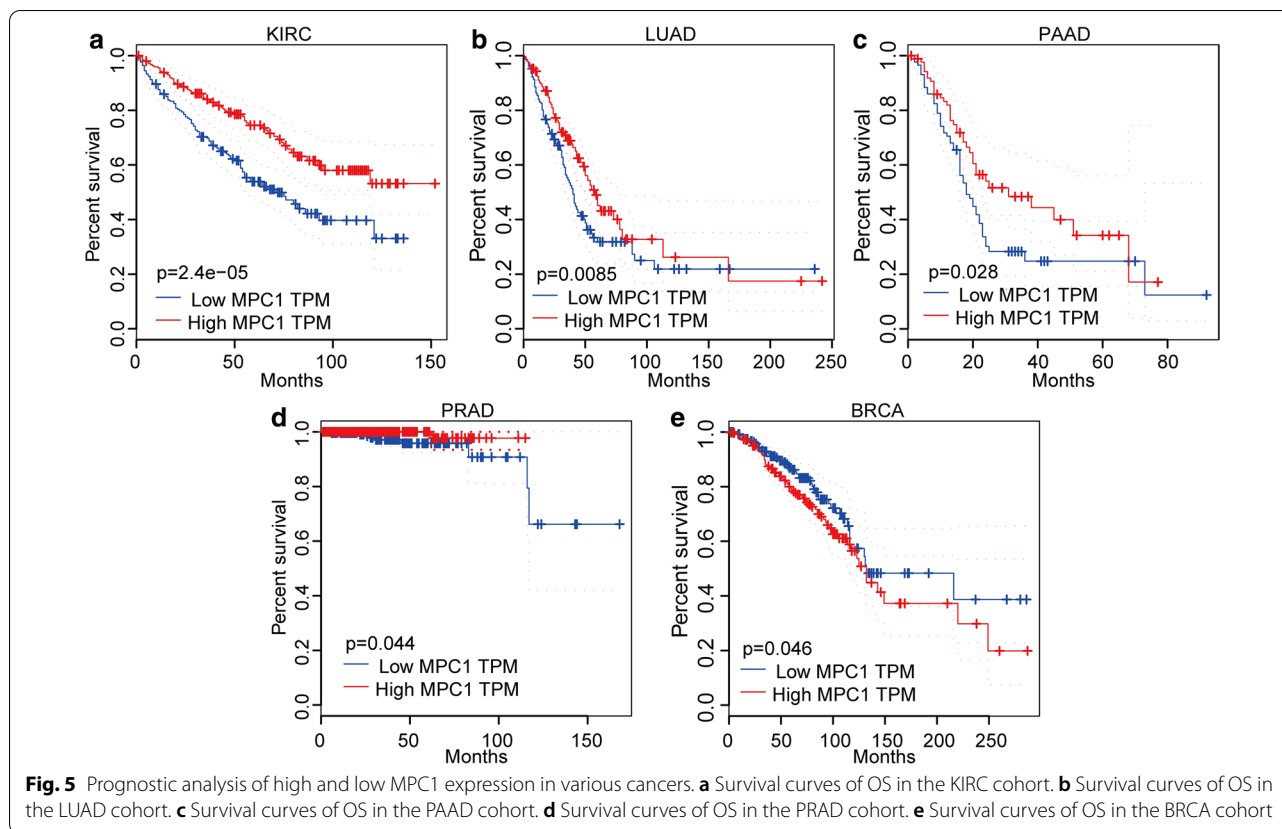 a KIRC
1.0
0.8
0.6
0.4
0.2
0.0
Percent survival
p=2.4e−05
Low MPC1 TPM
High MPC1 TPM
0 50 100 150
Months
b LUAD
1.0
0.8
0.6
0.4
0.2
0.0
Percent survival
p=0.0085
Low MPC1 TPM
High MPC1 TPM
0 50 100 150 200 250
Months
c PAAD
1.0
0.8
0.6
0.4
0.2
0.0
Percent survival
p=0.028
Low MPC1 TPM
High MPC1 TPM
0 20 40 60 80
Months
d PRAD
1.0
0.8
0.6
0.4
0.2
0.0
Percent survival
p=0.044
Low MPC1 TPM
High MPC1 TPM
0 50 100 150
Months
e BRCA
1.0
0.8
0.6
0.4
0.2
0.0
Percent survival
p=0.046
Low MPC1 TPM
High MPC1 TPM
0 50 100 150 200 250
Months
Fig. 5 Prognostic analysis of high and low MPC1 expression in various cancers. a Survival curves of OS in the KIRC cohort. b Survival curves of OS in
the LUAD cohort. c Survival curves of OS in the PAAD cohort. d Survival curves of OS in the PRAD cohort. e Survival curves of OS in the BRCA cohort